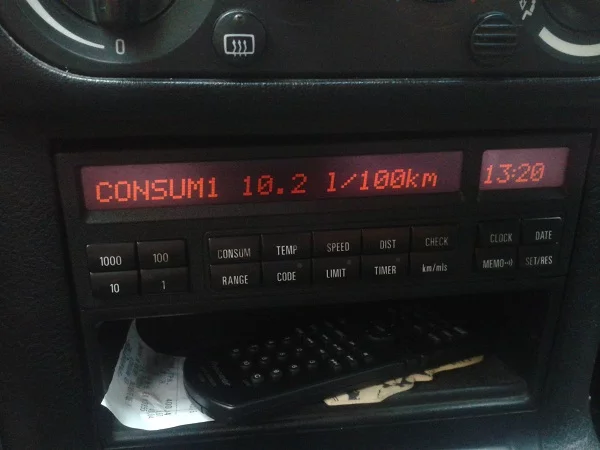 0
CONSUM1 10.2 l/100km
13:20
1000 100
10 1
CONSUM TEMP SPEED DIST CHECK
RANGE CODE LIMIT TIMER km/mls
CLOCK DATE
MEMO SET/RES